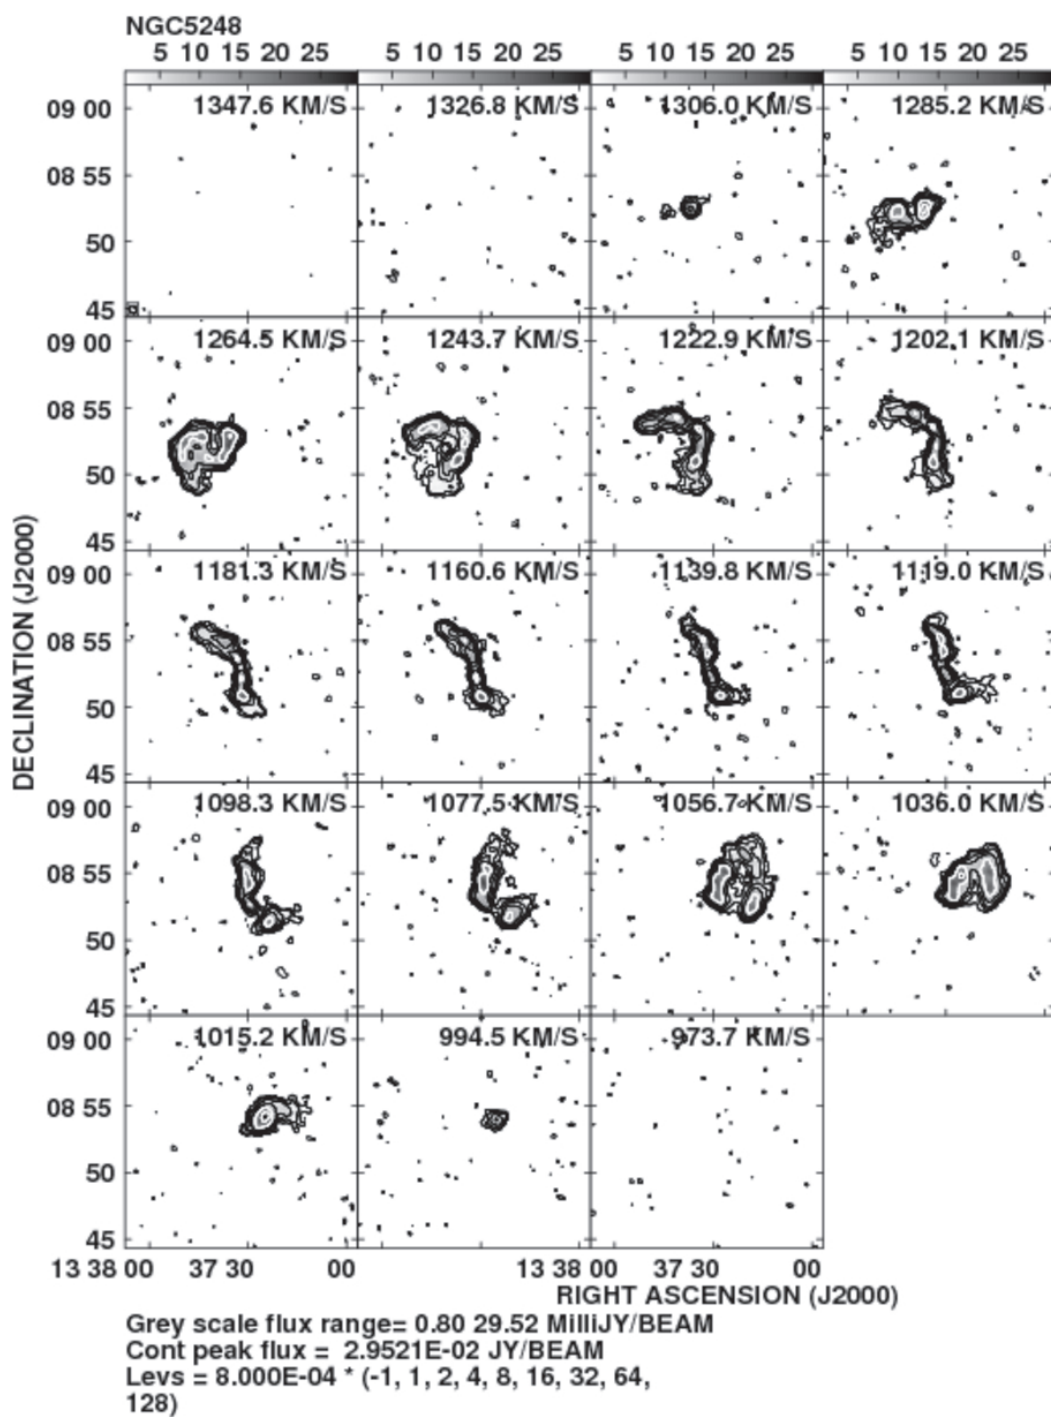 NGC5248
5 10 15 20 25 5 10 15 20 25 5 10 15 20 25 5 10 15 20 25
09 00 1347.6 KM/S 1326.8 KM/S 1306.0 KM/S 1285.2 KM/S
08 55
50
45
09 00 1264.5 KM/S 1243.7 KM/S 1222.9 KM/S 1202.1 KM/S
08 55
50
45
09 00 1181.3 KM/S 1160.6 KM/S 1139.8 KM/S 1119.0 KM/S
08 55
50
45
09 00 1098.3 KM/S 1077.5 KM/S 1056.7 KM/S 1036.0 KM/S
08 55
50
45
09 00 1015.2 KM/S 994.5 KM/S 973.7 KM/S
08 55
50
45
DECLINATION (J2000)
13 38 00 37 30 00 13 38 00 37 30 00
RIGHT ASCENSION (J2000)
Grey scale flux range= 0.80 29.52 MilliJY/BEAM
Cont peak flux = 2.9521E-02 JY/BEAM
Levs = 8.000E-04 * (-1, 1, 2, 4, 8, 16, 32, 64,
128)